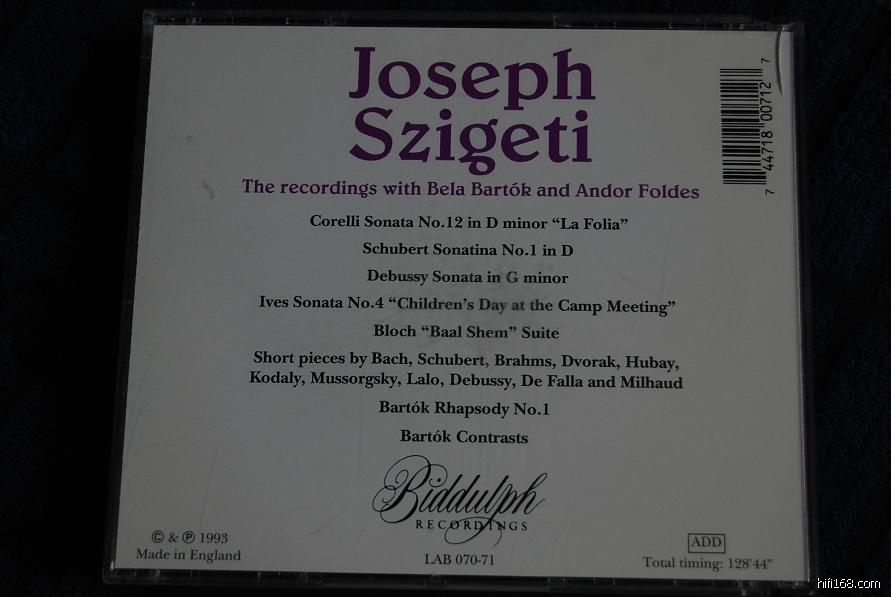 Joseph
Szigeti
The recordings with Bela Bartók and Andor Foldes
Corelli Sonata No.12 in D minor “La Folia”
Schubert Sonatina No.1 in D
Debussy Sonata in G minor
Ives Sonata No.4 “Children’s Day at the Camp Meeting”
Bloch “Baal Shem” Suite
Short pieces by Bach, Schubert, Brahms, Dvorak, Hubay,
Kodaly, Mussorgsky, Lalo, Debussy, De Falla and Milhaud
Bartók Rhapsody No.1
Bartók Contrasts
Biddulph
RECORDINGS
© & ℗ 1993
Made in England
LAB 070-71
ADD
Total timing: 128'44"
7 44718 00712 7
hifi168.com